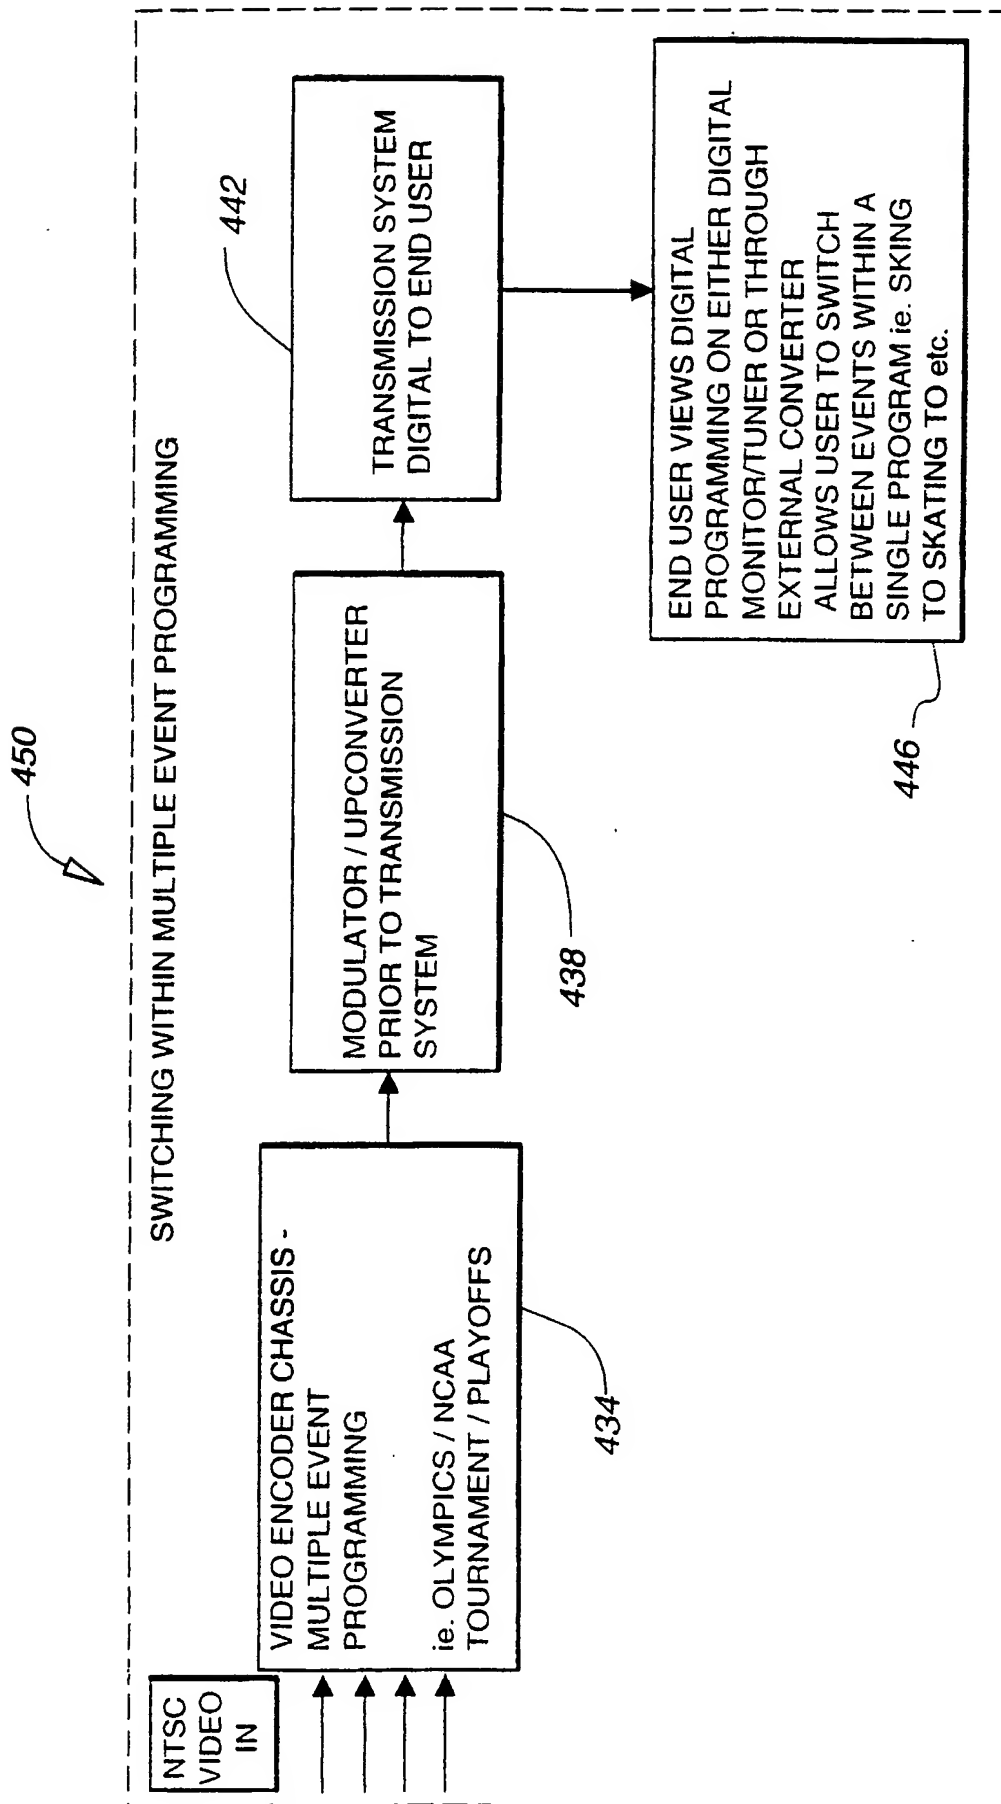 450
SWITCHING WITHIN MULTIPLE EVENT PROGRAMMING
NTSC
VIDEO
IN
VIDEO ENCODER CHASSIS -
MULTIPLE EVENT
PROGRAMMING
ie. OLYMPICS / NCAA
TOURNAMENT / PLAYOFFS
434
MODULATOR / UPCONVERTER
PRIOR TO TRANSMISSION
SYSTEM
438
442
TRANSMISSION SYSTEM
DIGITAL TO END USER
END USER VIEWS DIGITAL
PROGRAMMING ON EITHER DIGITAL
MONITOR/TUNER OR THROUGH
EXTERNAL CONVERTER
ALLOWS USER TO SWITCH
BETWEEN EVENTS WITHIN A
SINGLE PROGRAM ie. SKING
TO SKATING TO etc.
446